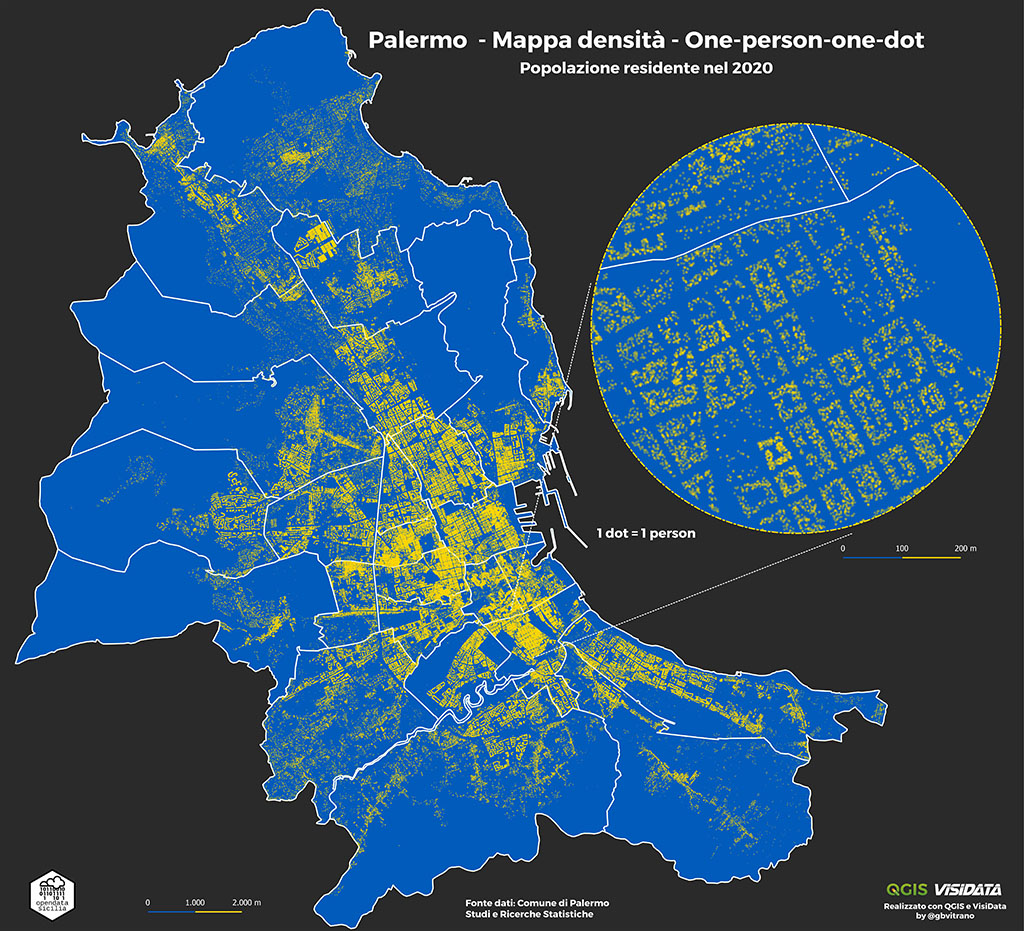 Palermo - Mappa densità - One-person-one-dot
Popolazione residente nel 2020
1 dot = 1 person
0 100 200 m
opendata
sicilia
0 1.000 2.000 m
Fonte dati: Comune di Palermo
Studi e Ricerche Statistiche
QGIS VISIDATA
Realizzato con QGIS e VisiData
by @gbvitrano